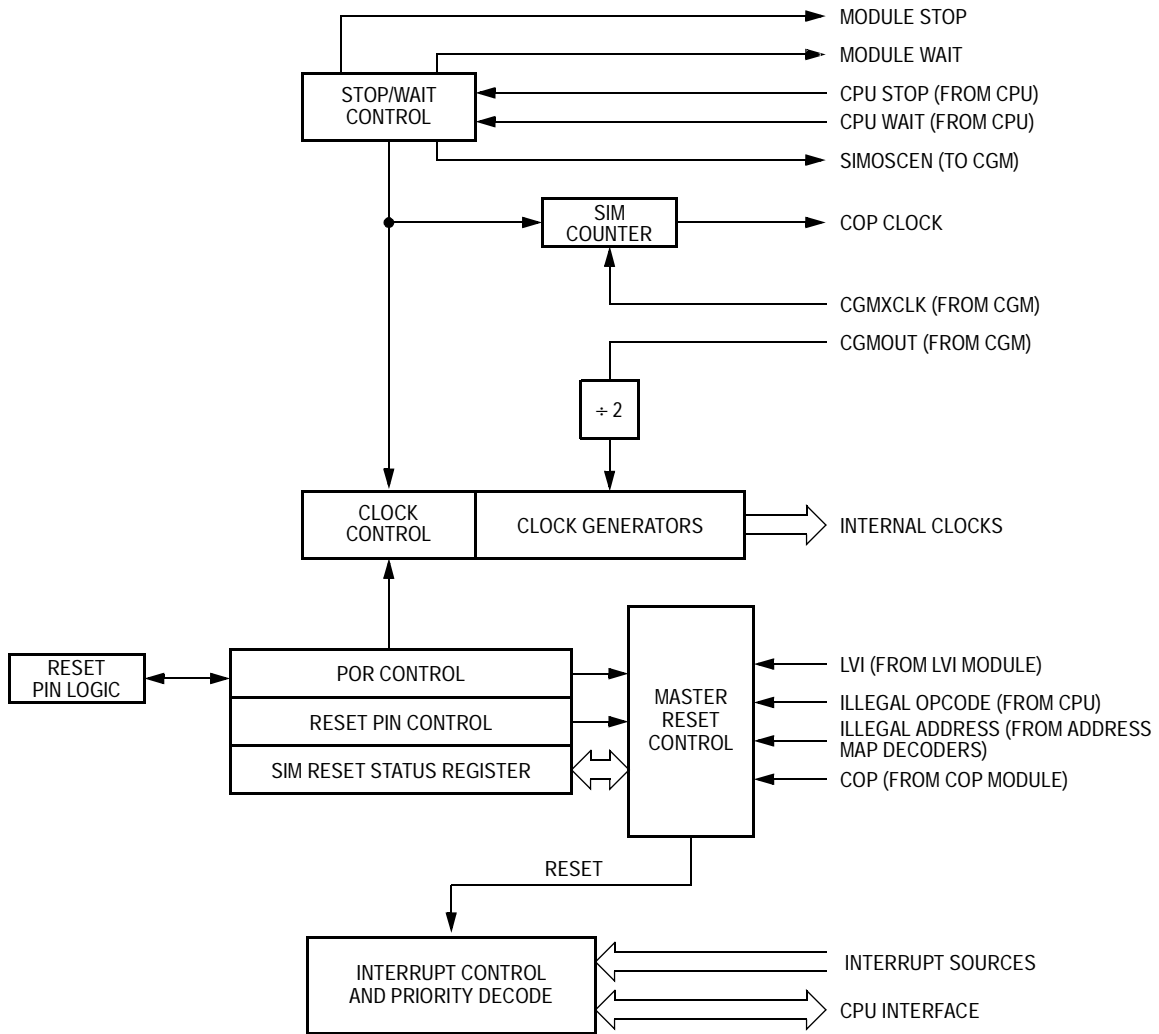 MODULE STOP
MODULE WAIT
STOP/WAIT
CONTROL
CPU STOP (FROM CPU)
CPU WAIT (FROM CPU)
SIMOSCEN (TO CGM)
SIM
COUNTER
COP CLOCK
CGMXCLK (FROM CGM)
CGMOUT (FROM CGM)
÷ 2
CLOCK
CONTROL
CLOCK GENERATORS
INTERNAL CLOCKS
RESET
PIN LOGIC
POR CONTROL
RESET PIN CONTROL
SIM RESET STATUS REGISTER
MASTER
RESET
CONTROL
LVI (FROM LVI MODULE)
ILLEGAL OPCODE (FROM CPU)
ILLEGAL ADDRESS (FROM ADDRESS
MAP DECODERS)
COP (FROM COP MODULE)
RESET
INTERRUPT CONTROL
AND PRIORITY DECODE
INTERRUPT SOURCES
CPU INTERFACE